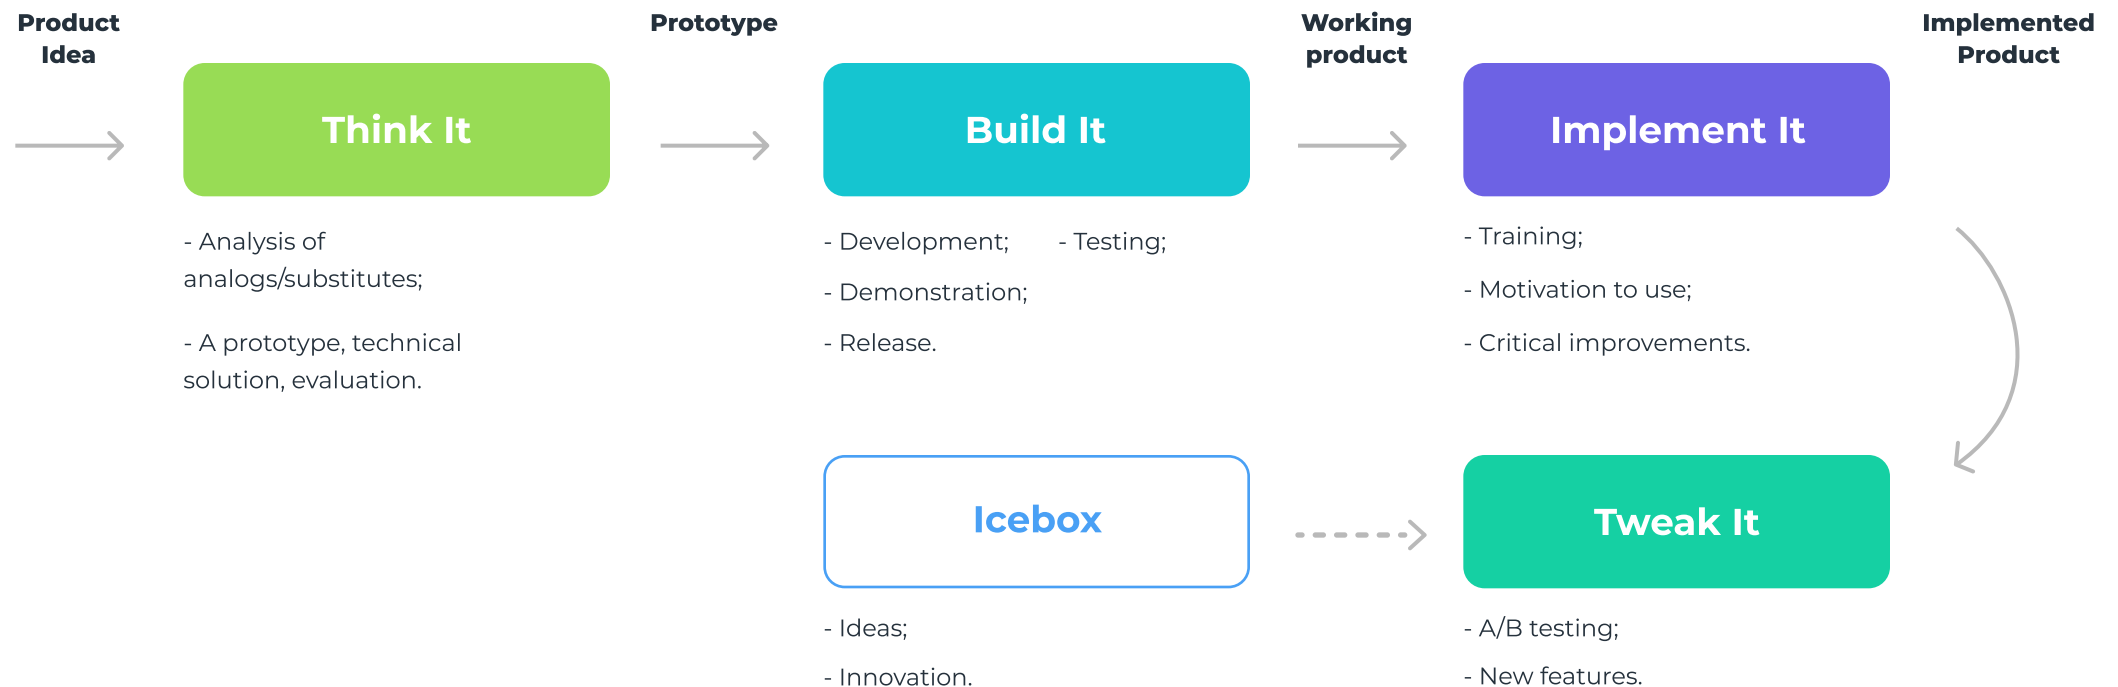 Product
Idea
Prototype
Working
product
Implemented
Product
Think It
Build It
Implement It
- Analysis of
analogs/substitutes;
- A prototype, technical
solution, evaluation.
- Development;
- Testing;
- Demonstration;
- Release.
- Training;
- Motivation to use;
- Critical improvements.
Icebox
Tweak It
- Ideas;
- Innovation.
- A/B testing;
- New features.